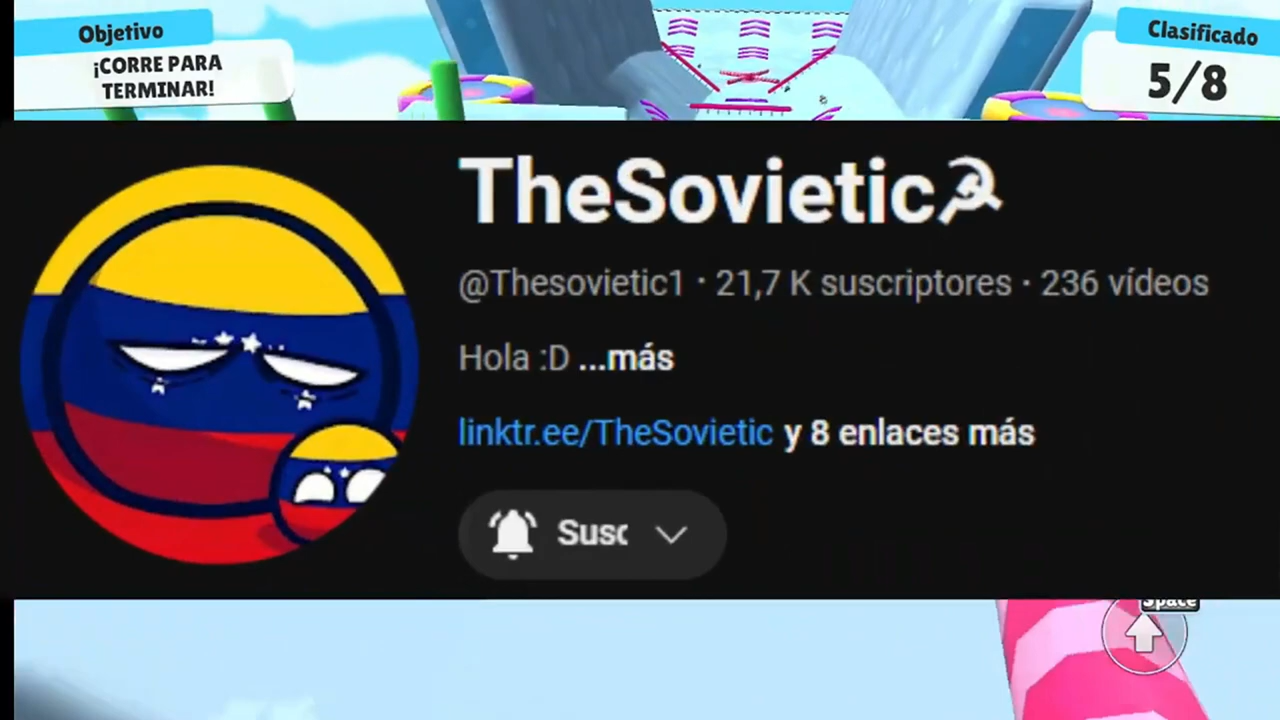 Objetivo
¡CORRE PARA
TERMINAR!
Clasificado
5/8
TheSovietic☭
@Thesovietic1 · 21,7 K suscriptores · 236 vídeos
Hola :D ...más
linktr.ee/TheSovietic y 8 enlaces más
Susc
Space